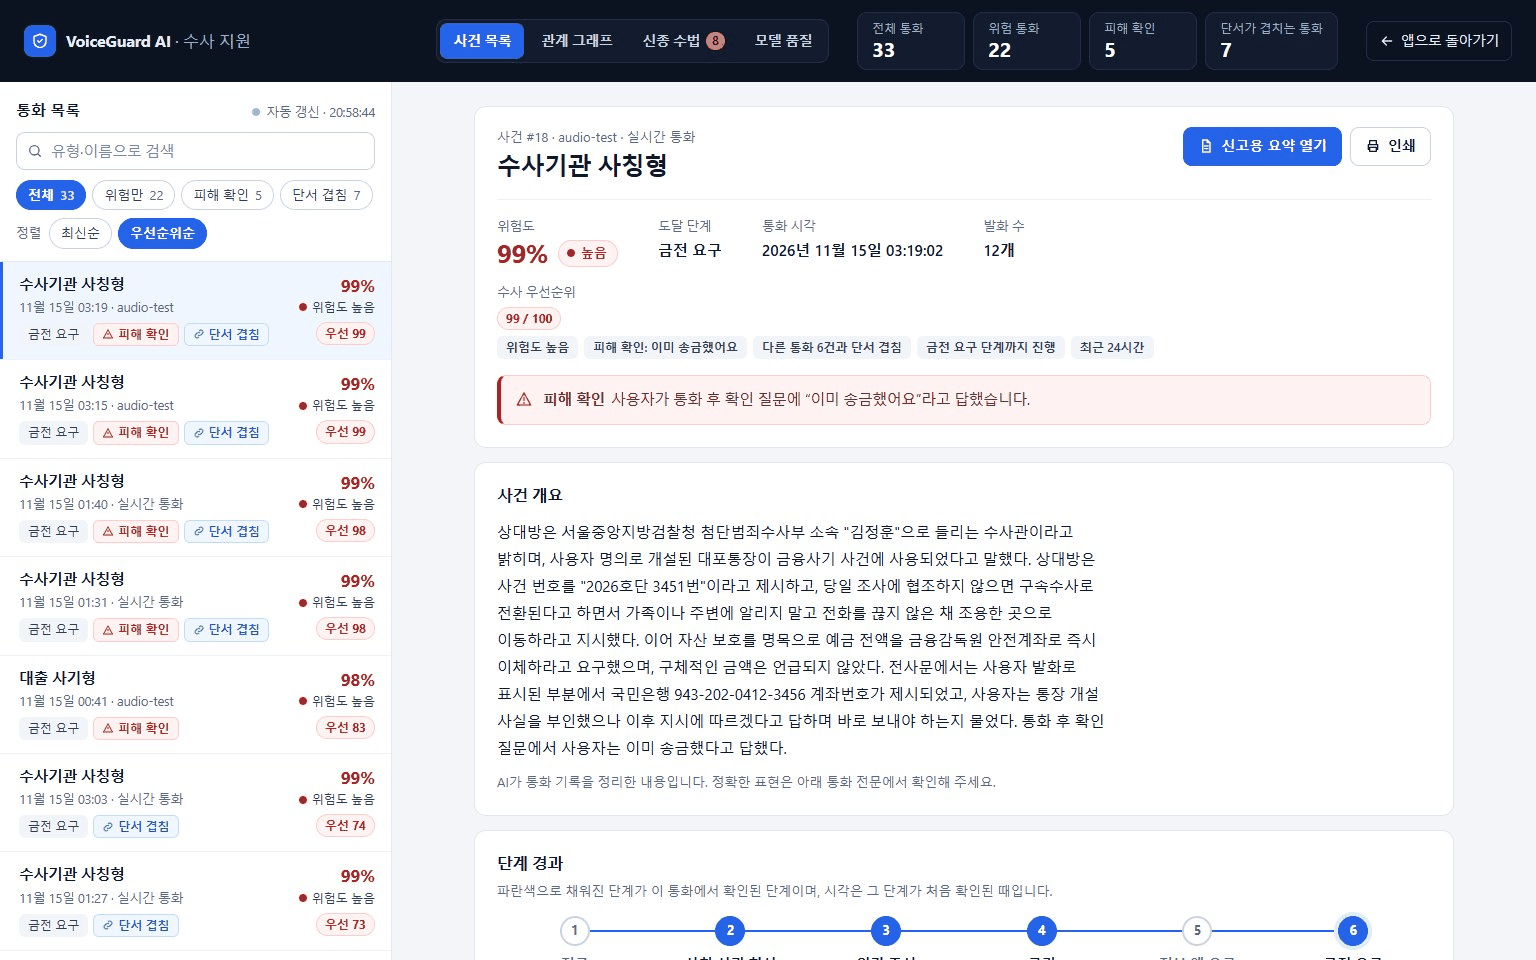 VoiceGuard AI · 수사 지원
사건 목록
관계 그래프
신종 수법 8
모델 품질
전체 통화
33
위험 통화
22
피해 확인
5
단서가 겹치는 통화
7
← 앱으로 돌아가기
통화 목록
자동 갱신 · 20:58:44
유형·이름으로 검색
전체 33
위험만 22
피해 확인 5
단서 겹침 7
정렬
최신순
우선순위순
수사기관 사칭형
99%
11월 15일 03:19 · audio-test
위험도 높음
금전 요구
피해 확인
단서 겹침
우선 99
수사기관 사칭형
99%
11월 15일 03:15 · audio-test
위험도 높음
금전 요구
피해 확인
단서 겹침
우선 99
수사기관 사칭형
99%
11월 15일 01:40 · 실시간 통화
위험도 높음
금전 요구
피해 확인
단서 겹침
우선 98
수사기관 사칭형
99%
11월 15일 01:31 · 실시간 통화
위험도 높음
금전 요구
피해 확인
단서 겹침
우선 98
대출 사기형
98%
11월 15일 00:41 · audio-test
위험도 높음
금전 요구
피해 확인
우선 83
수사기관 사칭형
99%
11월 15일 03:03 · 실시간 통화
위험도 높음
금전 요구
단서 겹침
우선 74
수사기관 사칭형
99%
11월 15일 01:27 · 실시간 통화
위험도 높음
금전 요구
단서 겹침
우선 73
사건 #18 · audio-test · 실시간 통화
수사기관 사칭형
신고용 요약 열기
인쇄
위험도
99%
높음
도달 단계
금전 요구
통화 시각
2026년 11월 15일 03:19:02
발화 수
12개
수사 우선순위
99 / 100
위험도 높음
피해 확인: 이미 송금했어요
다른 통화 6건과 단서 겹침
금전 요구 단계까지 진행
최근 24시간
피해 확인 사용자가 통화 후 확인 질문에 “이미 송금했어요”라고 답했습니다.
사건 개요
상대방은 서울중앙지방검찰청 첨단범죄수사부 소속 "김정훈"으로 들리는 수사관이라고
밝히며, 사용자 명의로 개설된 대포통장이 금융사기 사건에 사용되었다고 말했다. 상대방은
사건 번호를 "2026호단 3451번"이라고 제시하고, 당일 조사에 협조하지 않으면 구속수사로
전환된다고 하면서 가족이나 주변에 알리지 말고 전화를 끊지 않은 채 조용한 곳으로
이동하라고 지시했다. 이어 자산 보호를 명목으로 예금 전액을 금융감독원 안전계좌로 즉시
이체하라고 요구했으며, 구체적인 금액은 언급되지 않았다. 전사문에서는 사용자 발화로
표시된 부분에서 국민은행 943-202-0412-3456 계좌번호가 제시되었고, 사용자는 통장 개설
사실을 부인했으나 이후 지시에 따르겠다고 답하며 바로 보내야 하는지 물었다. 통화 후 확인
질문에서 사용자는 이미 송금했다고 답했다.
AI가 통화 기록을 정리한 내용입니다. 정확한 표현은 아래 통화 전문에서 확인해 주세요.
단계 경과
파란색으로 채워진 단계가 이 통화에서 확인된 단계이며, 시각은 그 단계가 처음 확인된 때입니다.
1
2
3
4
5
6